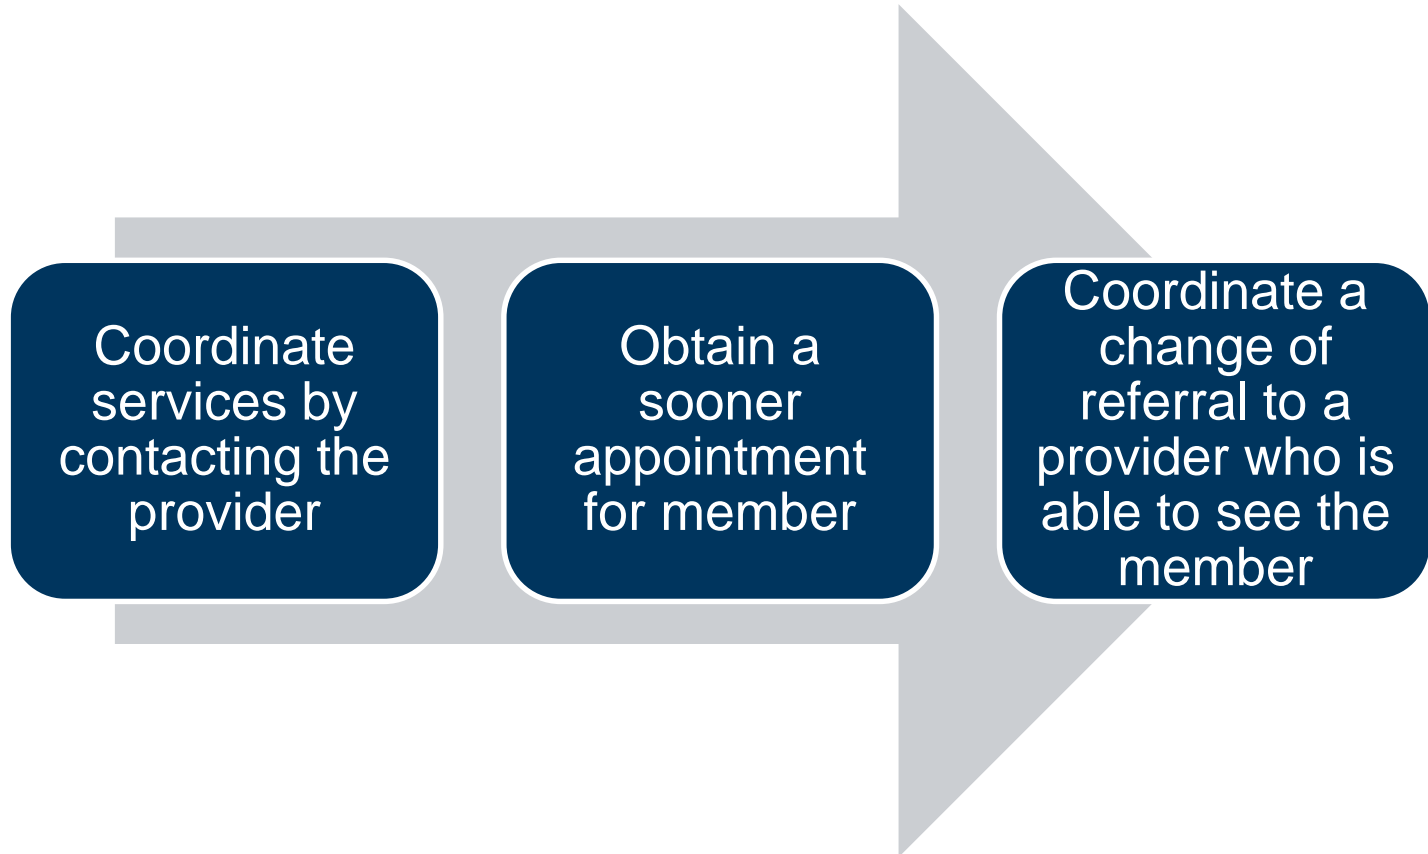 Coordinate
services by
contacting the
provider
Obtain a
sooner
appointment
for member
Coordinate a
change of
referral to a
provider who is
able to see the
member